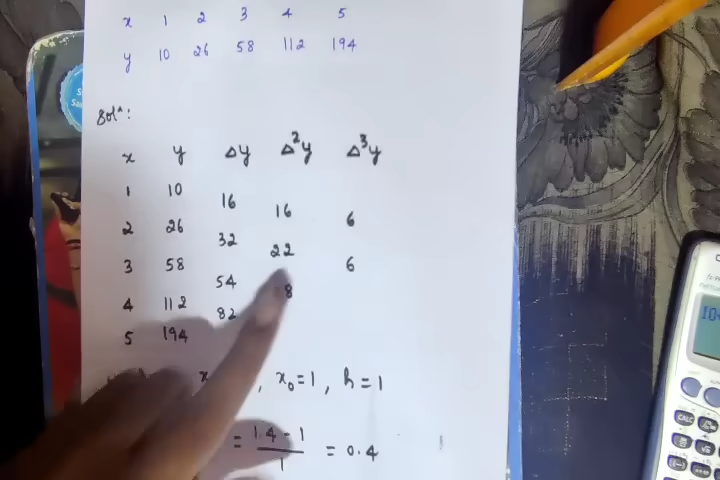 x 1 2 3 4 5
y 10 26 58 112 194
Solⁿ:
x y Δy Δ²y Δ³y
1 10
16
2 26 16
32 6
3 58 22
54 6
4 112 8
82
5 194
x , x₀=1, h=1
= 1.4-1 / 1 = 0.4